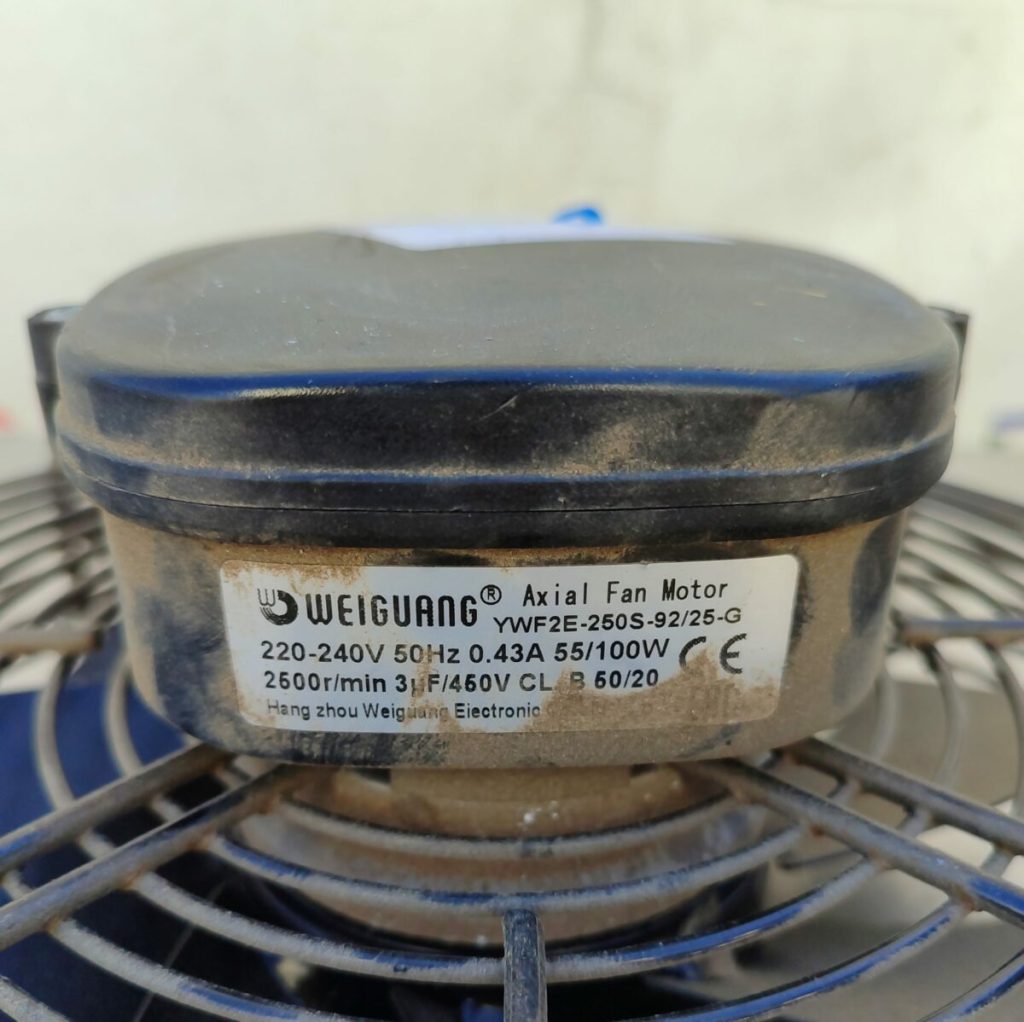 WEIGUANG® Axial Fan Motor
YWF2E-250S-92/25-G
220-240V 50Hz 0.43A 55/100W CE
2500r/min 3μF/450V CL B 50/20
Hang zhou Weiguang Electronic